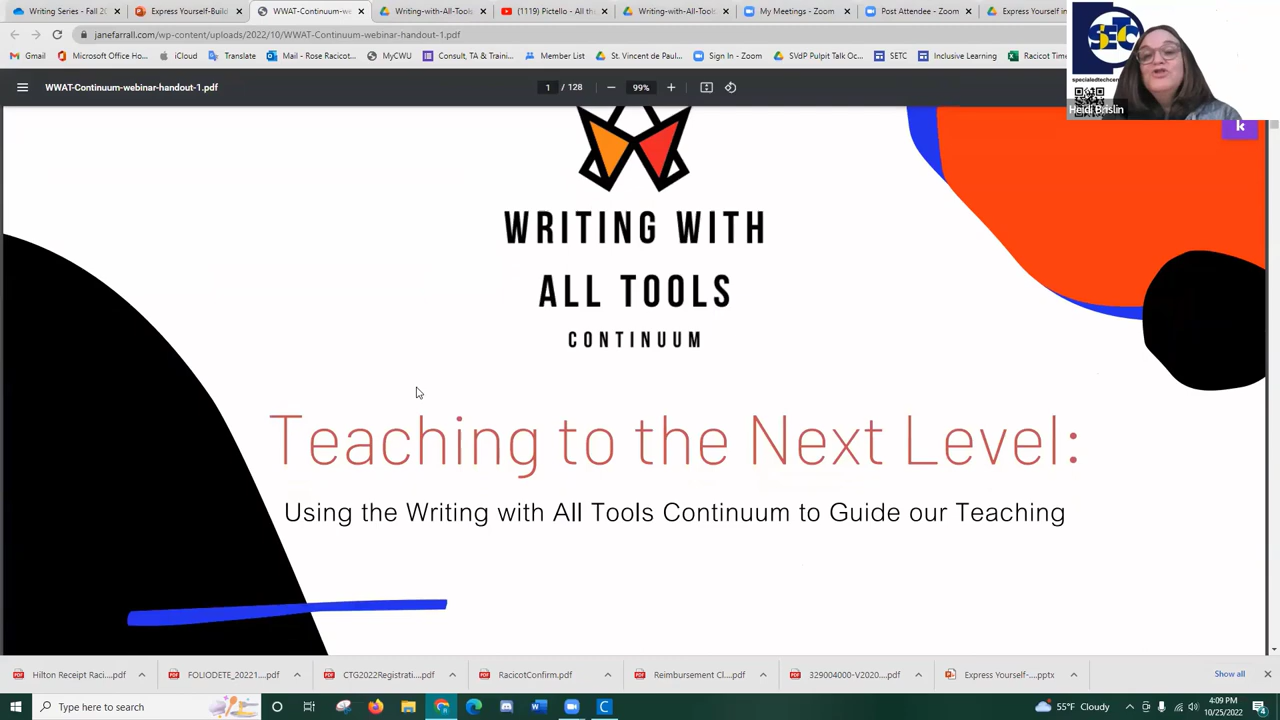 Writing Series - Fall 20
Express Yourself-Build
WWAT-Continuum-we
Writing-with-All-Tools
(1119) Pictello - All th
Writing-with-All-Tools
My Meetings - Zoom
Post Attendee - Zoom
Express Yourself in
janefarrall.com/wp-content/uploads/2022/10/WWAT-Continuum-webinar-handout-1.pdf
Gmail
Microsoft Office Ho
iCloud
Translate
Mail - Rose Racicot
MyCWU
Consult, TA & Traini
Member List
St. Vincent de Paul
Sign In - Zoom
SVdP Pulpit Talk Oc
SETC
Inclusive Learning
Racicot Time
SETC
specialedtechcen
Heidi Brislin
WWAT-Continuum-webinar-handout-1.pdf
1 / 128
99%
k
WRITING WITH
ALL TOOLS
CONTINUUM
Teaching to the Next Level:
Using the Writing with All Tools Continuum to Guide our Teaching
Hilton Receipt Raci....pdf
FOLIODETE_20221....pdf
CTG2022Registrati....pdf
RacicotConfirm.pdf
Reimbursement Cl....pdf
329004000-V2020....pdf
Express Yourself-....pptx
Show all
Type here to search
55°F Cloudy
4:09 PM
10/25/2022
4